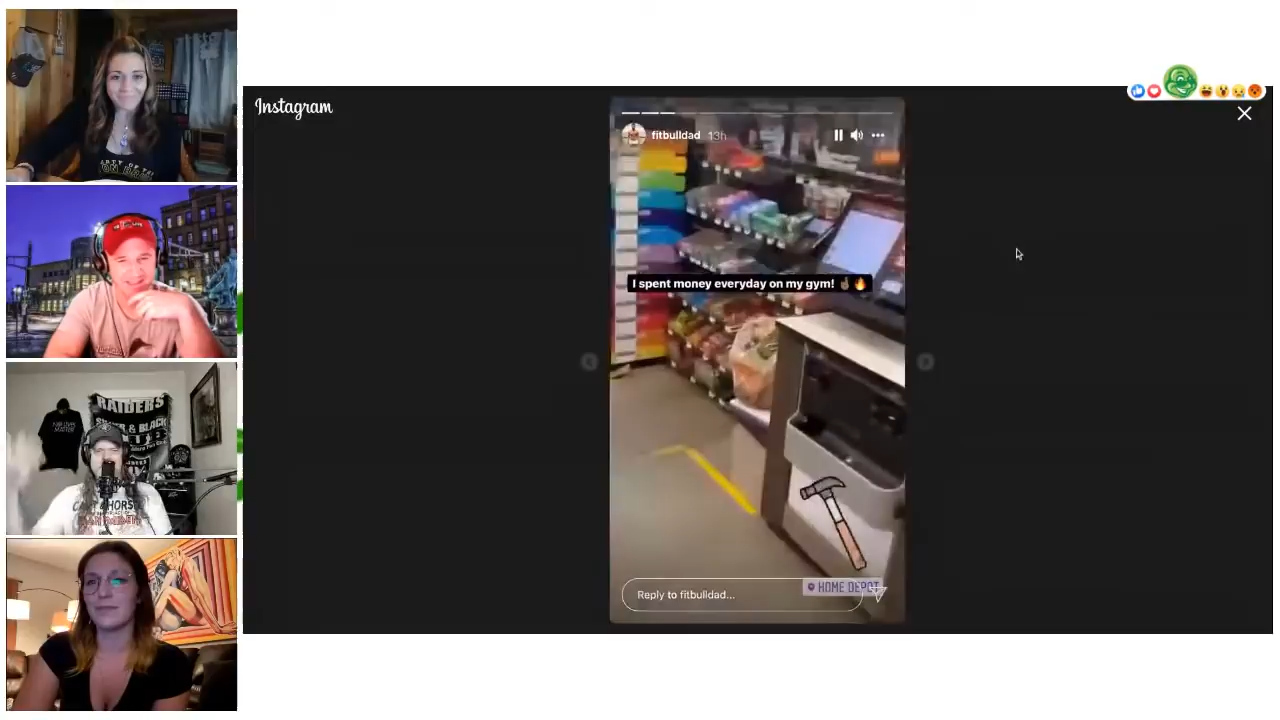 Instagram
fitbulldad 13h
I spent money everyday on my gym!
HOME DEPOT
Reply to fitbulldad...
RAIDERS